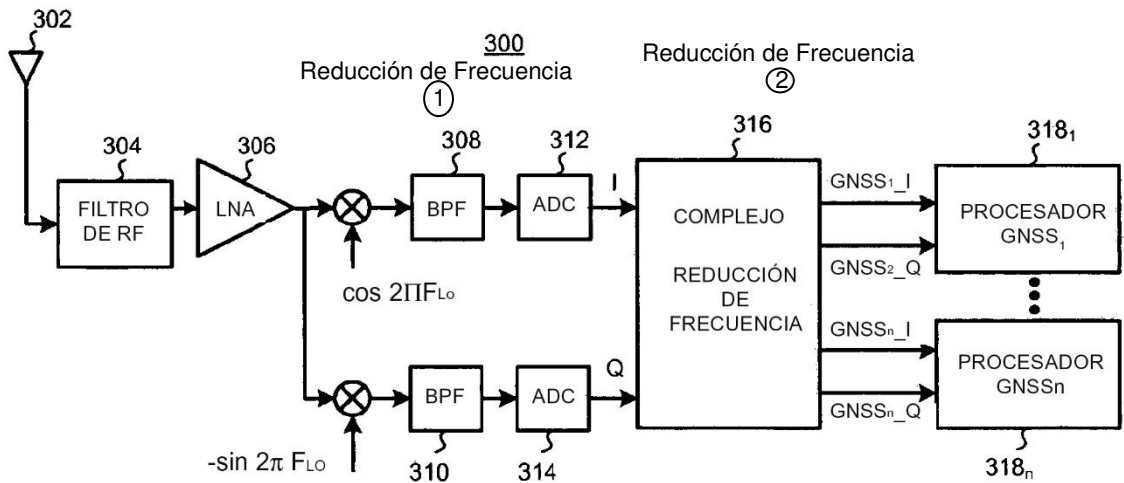 302
300
Reducción de Frecuencia
1
Reducción de Frecuencia
2
304
306
308
312
316
318₁
FILTRO
DE RF
LNA
BPF
ADC
I
COMPLEJO
REDUCCIÓN
DE
FRECUENCIA
GNSS₁_I
GNSS₂_Q
PROCESADOR
GNSS₁
cos 2ΠFLo
GNSSₙ_I
GNSSₙ_Q
PROCESADOR
GNSSn
BPF
ADC
Q
-sin 2π FLO
310
314
318ₙ